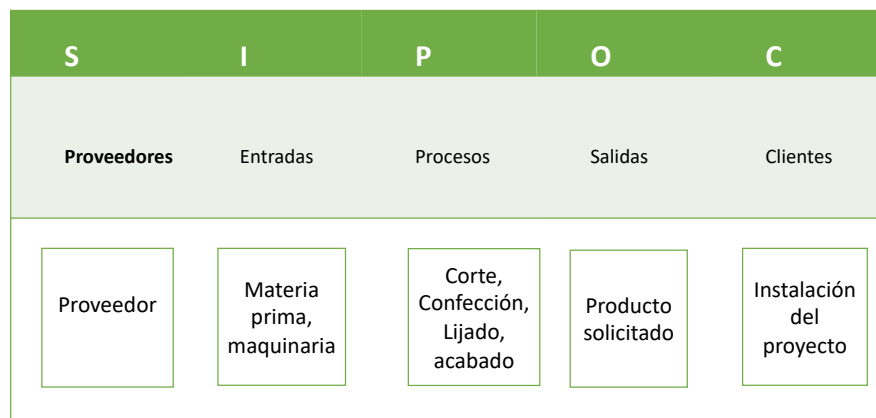 S I P O C
Proveedores Entradas Procesos Salidas Clientes
Proveedor
Materia
prima,
maquinaria
Corte,
Confección,
Lijado,
acabado
Producto
solicitado
Instalación
del
proyecto